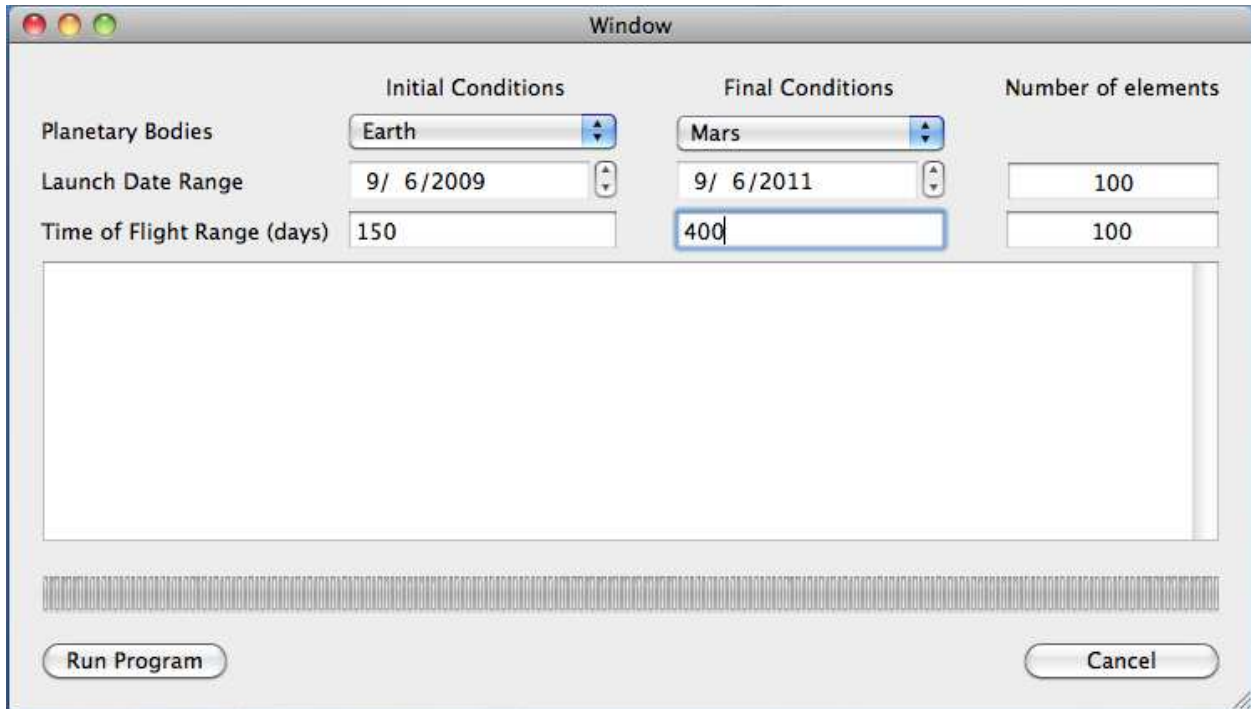 Window
Initial Conditions Final Conditions Number of elements
Planetary Bodies Earth Mars
Launch Date Range 9/ 6/2009 9/ 6/2011 100
Time of Flight Range (days) 150 400 100
Run Program Cancel